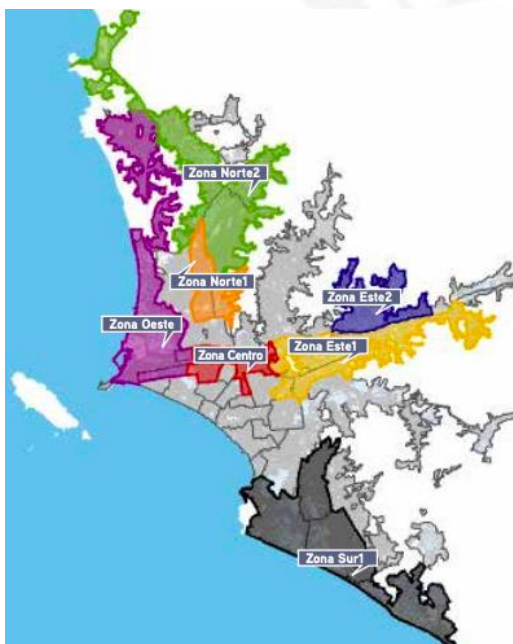 Zona Norte2
Zona Norte1
Zona Este2
Zona Oeste
Zona Este1
Zona Centro
Zona Sur1